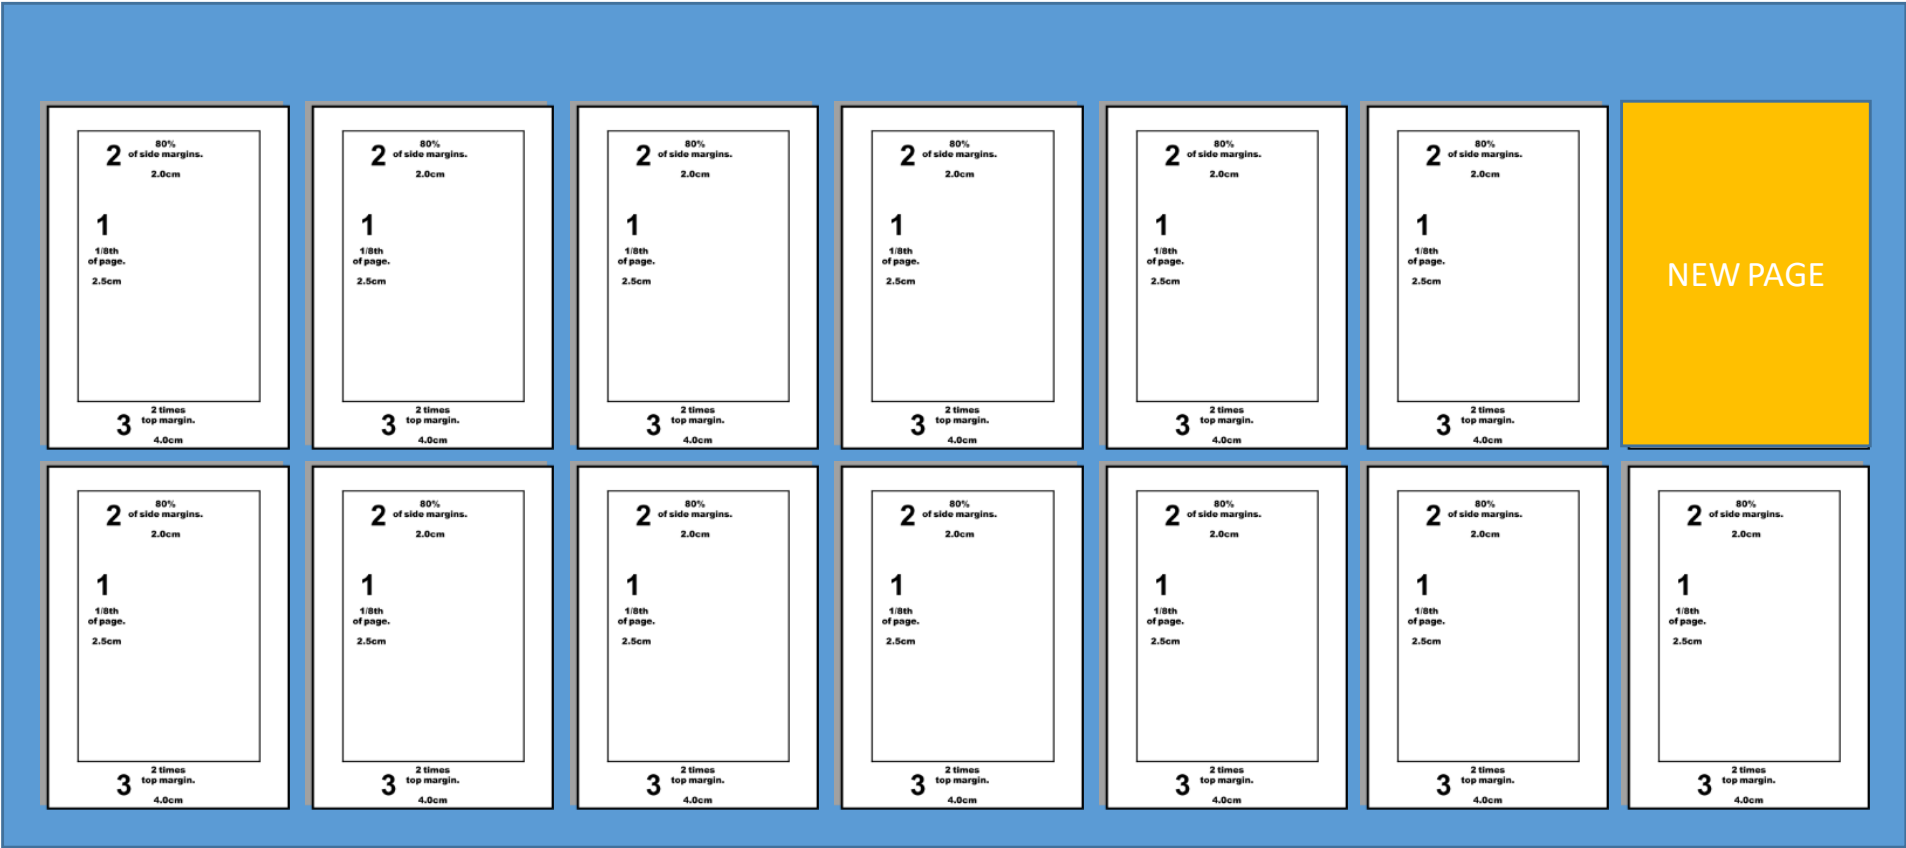 2 80%
of side margins.
2.0cm
1
1/8th
of page.
2.5cm
3 2 times
top margin.
4.0cm
2 80%
of side margins.
2.0cm
1
1/8th
of page.
2.5cm
3 2 times
top margin.
4.0cm
2 80%
of side margins.
2.0cm
1
1/8th
of page.
2.5cm
3 2 times
top margin.
4.0cm
2 80%
of side margins.
2.0cm
1
1/8th
of page.
2.5cm
3 2 times
top margin.
4.0cm
2 80%
of side margins.
2.0cm
1
1/8th
of page.
2.5cm
3 2 times
top margin.
4.0cm
2 80%
of side margins.
2.0cm
1
1/8th
of page.
2.5cm
3 2 times
top margin.
4.0cm
NEW PAGE
2 80%
of side margins.
2.0cm
1
1/8th
of page.
2.5cm
3 2 times
top margin.
4.0cm
2 80%
of side margins.
2.0cm
1
1/8th
of page.
2.5cm
3 2 times
top margin.
4.0cm
2 80%
of side margins.
2.0cm
1
1/8th
of page.
2.5cm
3 2 times
top margin.
4.0cm
2 80%
of side margins.
2.0cm
1
1/8th
of page.
2.5cm
3 2 times
top margin.
4.0cm
2 80%
of side margins.
2.0cm
1
1/8th
of page.
2.5cm
3 2 times
top margin.
4.0cm
2 80%
of side margins.
2.0cm
1
1/8th
of page.
2.5cm
3 2 times
top margin.
4.0cm
2 80%
of side margins.
2.0cm
1
1/8th
of page.
2.5cm
3 2 times
top margin.
4.0cm